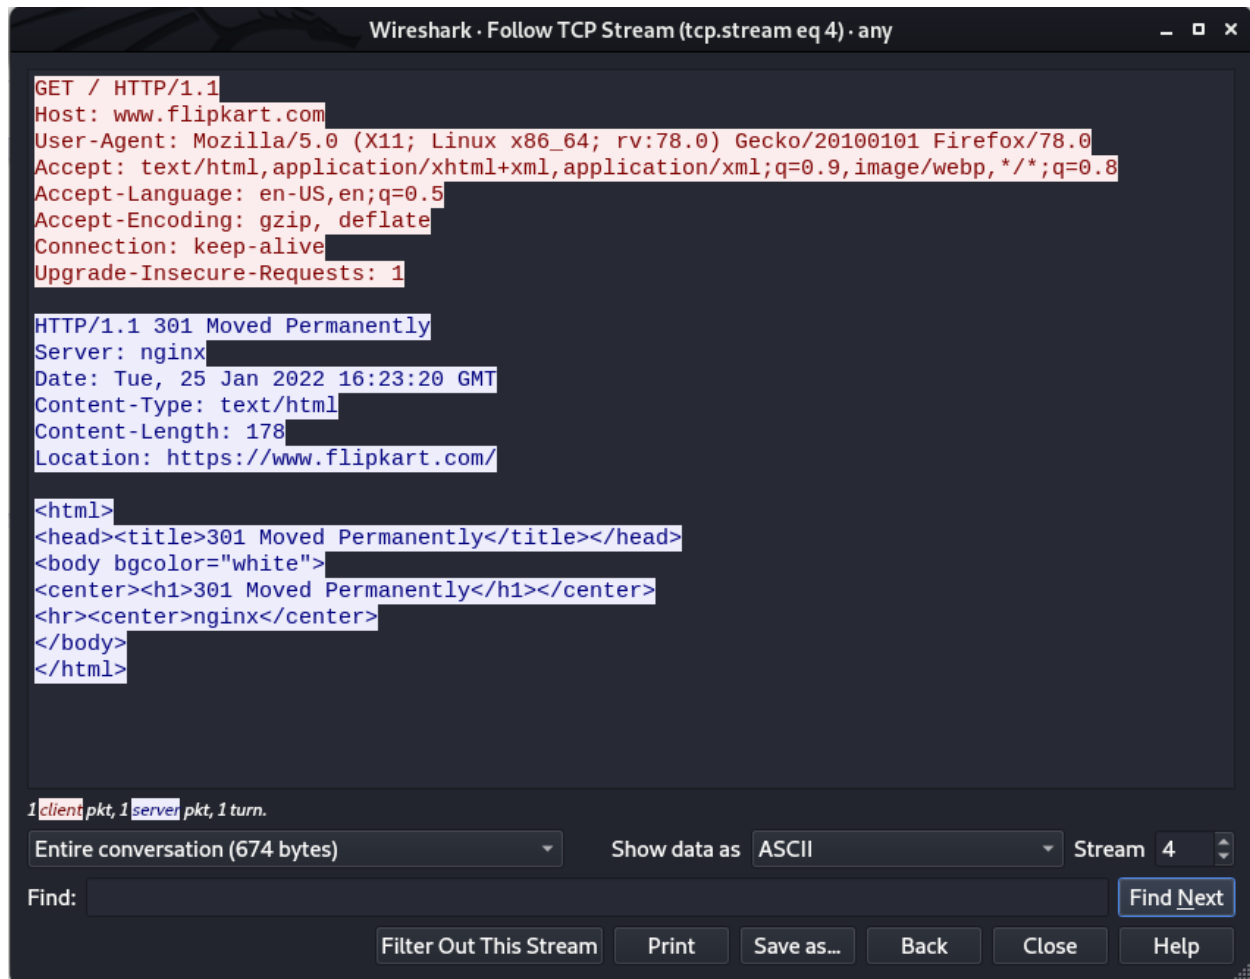 Wireshark · Follow TCP Stream (tcp.stream eq 4) · any
GET / HTTP/1.1
Host: www.flipkart.com
User-Agent: Mozilla/5.0 (X11; Linux x86_64; rv:78.0) Gecko/20100101 Firefox/78.0
Accept: text/html,application/xhtml+xml,application/xml;q=0.9,image/webp,*/*;q=0.8
Accept-Language: en-US,en;q=0.5
Accept-Encoding: gzip, deflate
Connection: keep-alive
Upgrade-Insecure-Requests: 1
HTTP/1.1 301 Moved Permanently
Server: nginx
Date: Tue, 25 Jan 2022 16:23:20 GMT
Content-Type: text/html
Content-Length: 178
Location: https://www.flipkart.com/
<html>
<head><title>301 Moved Permanently</title></head>
<body bgcolor="white">
<center><h1>301 Moved Permanently</h1></center>
<hr><center>nginx</center>
</body>
</html>
1 client pkt, 1 server pkt, 1 turn.
Entire conversation (674 bytes) Show data as ASCII Stream 4
Find: Find Next
Filter Out This Stream Print Save as... Back Close Help